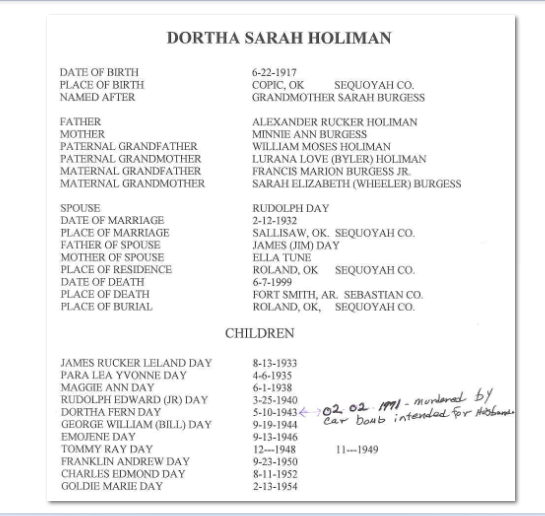 DORTHA SARAH HOLIMAN
DATE OF BIRTH 6-22-1917
PLACE OF BIRTH COPIC, OK SEQUOYAH CO.
NAMED AFTER GRANDMOTHER SARAH BURGESS
FATHER ALEXANDER RUCKER HOLIMAN
MOTHER MINNIE ANN BURGESS
PATERNAL GRANDFATHER WILLIAM MOSES HOLIMAN
PATERNAL GRANDMOTHER LURANA LOVE (BYLER) HOLIMAN
MATERNAL GRANDFATHER FRANCIS MARION BURGESS JR.
MATERNAL GRANDMOTHER SARAH ELIZABETH (WHEELER) BURGESS
SPOUSE RUDOLPH DAY
DATE OF MARRIAGE 2-12-1932
PLACE OF MARRIAGE SALLISAW, OK. SEQUOYAH CO.
FATHER OF SPOUSE JAMES (JIM) DAY
MOTHER OF SPOUSE ELLA TUNE
PLACE OF RESIDENCE ROLAND, OK SEQUOYAH CO.
DATE OF DEATH 6-7-1999
PLACE OF DEATH FORT SMITH, AR. SEBASTIAN CO.
PLACE OF BURIAL ROLAND, OK, SEQUOYAH CO.
CHILDREN
JAMES RUCKER LELAND DAY 8-13-1933
PARA LEA YVONNE DAY 4-6-1935
MAGGIE ANN DAY 6-1-1938
RUDOLPH EDWARD (JR) DAY 3-25-1940
DORTHA FERN DAY 5-10-1943 02 02 1991 - murdered by
car bomb intended for Husband
GEORGE WILLIAM (BILL) DAY 9-19-1944
EMOJENE DAY 9-13-1946
TOMMY RAY DAY 12---1948 11---1949
FRANKLIN ANDREW DAY 9-23-1950
CHARLES EDMOND DAY 8-11-1952
GOLDIE MARIE DAY 2-13-1954